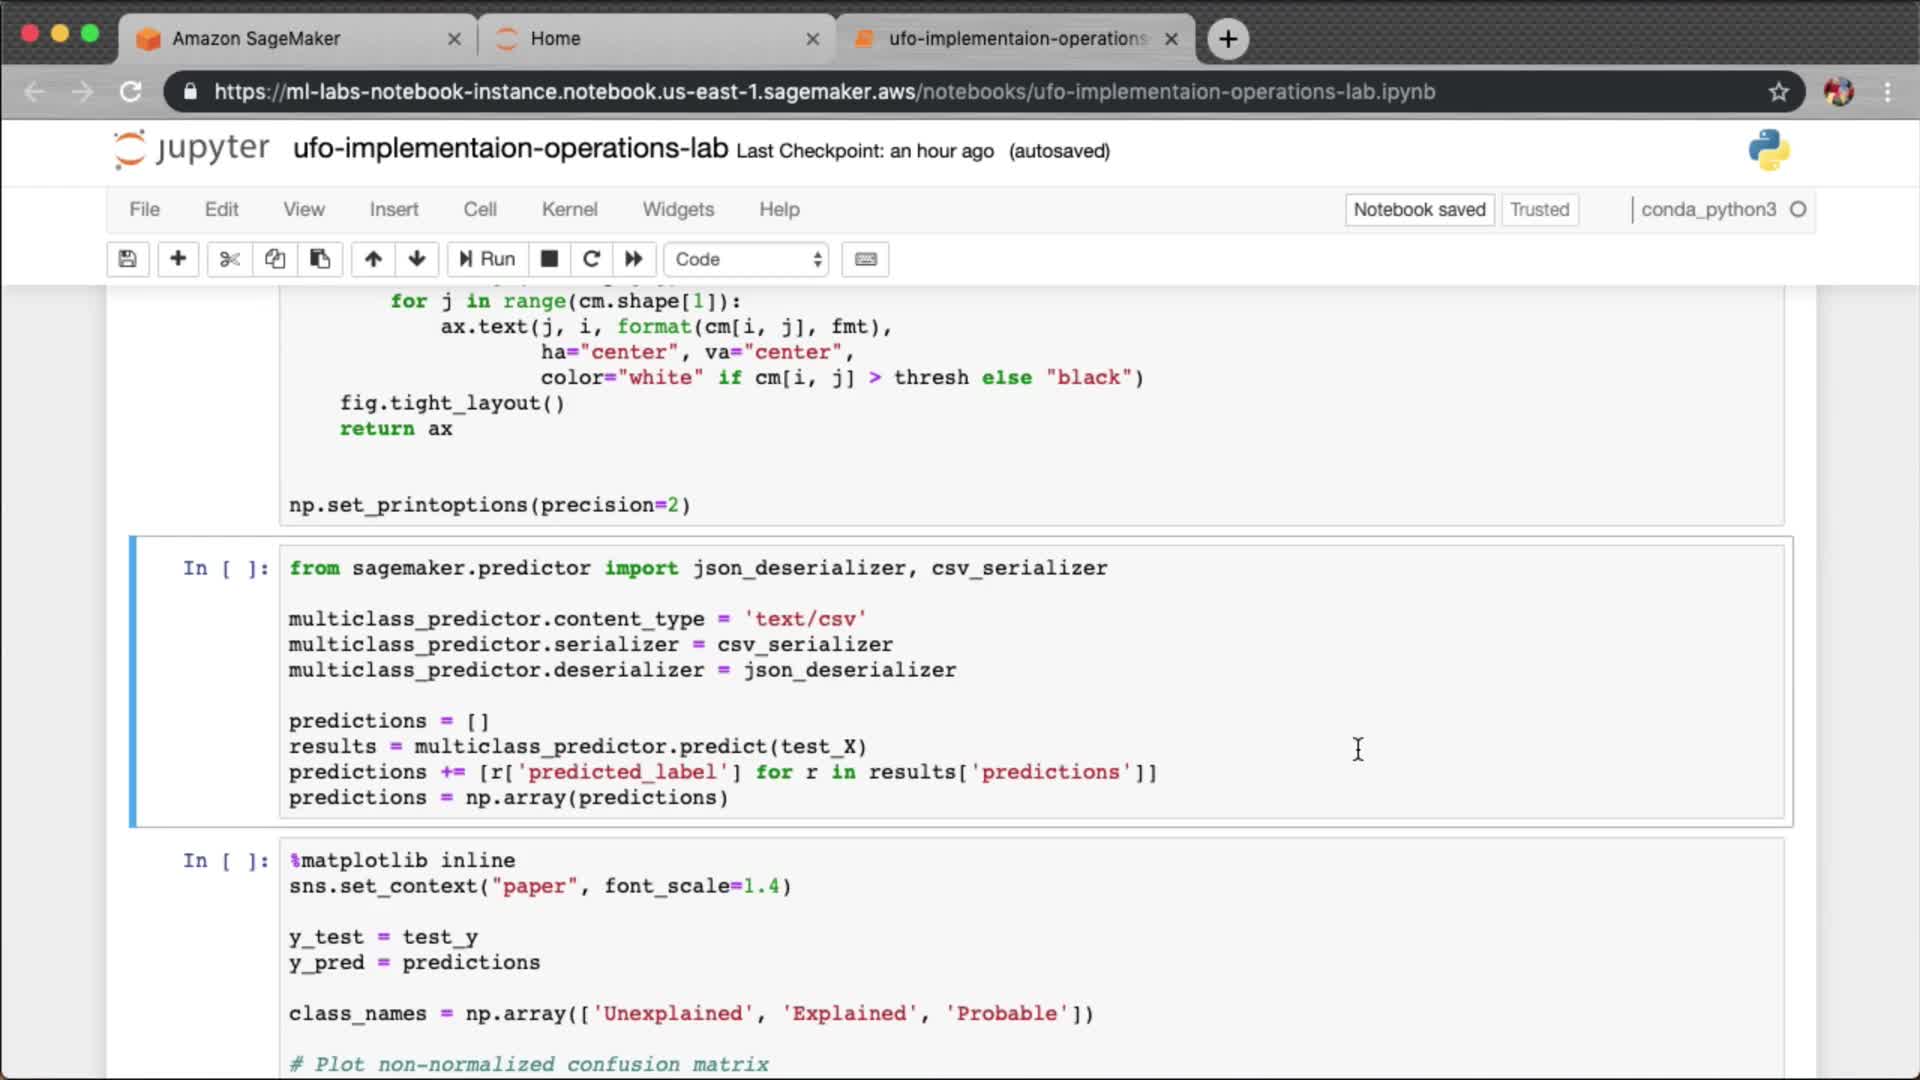 Amazon SageMaker
Home
ufo-implementaion-operations
https://ml-labs-notebook-instance.notebook.us-east-1.sagemaker.aws/notebooks/ufo-implementaion-operations-lab.ipynb
jupyter ufo-implementaion-operations-lab Last Checkpoint: an hour ago (autosaved)
File Edit View Insert Cell Kernel Widgets Help Notebook saved Trusted conda_python3
Run Code
for j in range(cm.shape[1]):
ax.text(j, i, format(cm[i, j], fmt),
ha="center", va="center",
color="white" if cm[i, j] > thresh else "black")
fig.tight_layout()
return ax
np.set_printoptions(precision=2)
In [ ]: from sagemaker.predictor import json_deserializer, csv_serializer
multiclass_predictor.content_type = 'text/csv'
multiclass_predictor.serializer = csv_serializer
multiclass_predictor.deserializer = json_deserializer
predictions = []
results = multiclass_predictor.predict(test_X)
predictions += [r['predicted_label'] for r in results['predictions']]
predictions = np.array(predictions)
In [ ]: %matplotlib inline
sns.set_context("paper", font_scale=1.4)
y_test = test_y
y_pred = predictions
class_names = np.array(['Unexplained', 'Explained', 'Probable'])
# Plot non-normalized confusion matrix